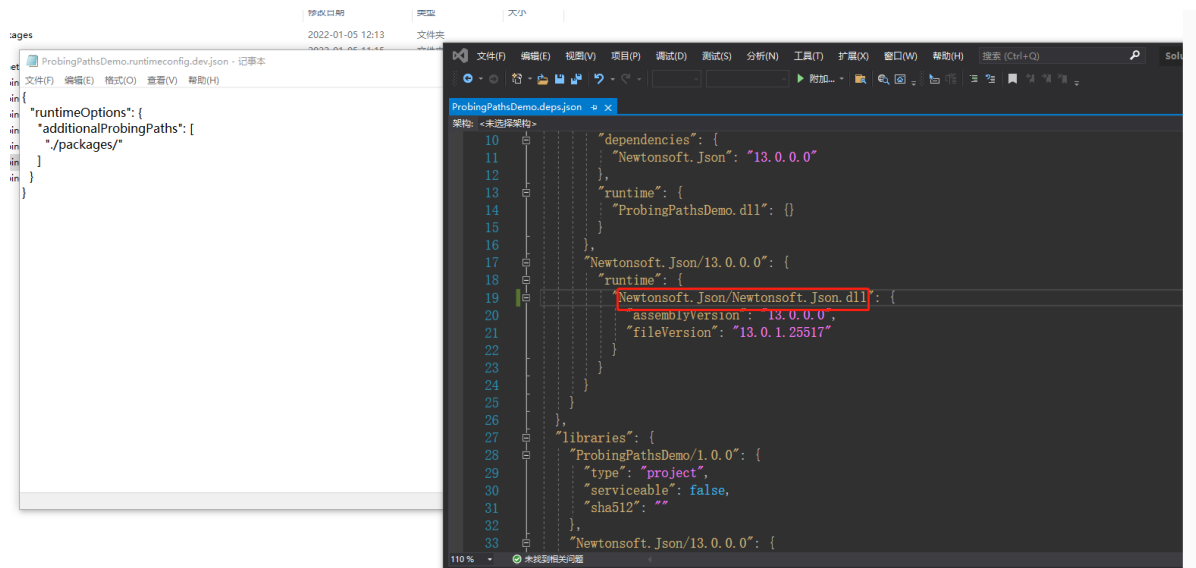 修改日期 类型 大小
ages
2022-01-05 12:13 文件夹
ProbingPathsDemo.runtimeconfig.dev.json - 记事本
文件(F) 编辑(E) 格式(O) 查看(V) 帮助(H)
{
"runtimeOptions": {
"additionalProbingPaths": [
"./packages/"
]
}
}
文件(F) 编辑(E) 视图(V) 项目(P) 调试(D) 测试(S) 分析(N) 工具(T) 扩展(X) 窗口(W) 帮助(H) 搜索 (Ctrl+Q) Solu
附加...
ProbingPathsDemo.deps.json
架构: <未选择架构>
10 "dependencies": {
11 "Newtonsoft.Json": "13.0.0.0"
12 },
13 "runtime": {
14 "ProbingPathsDemo.dll": {}
15 }
16 },
17 "Newtonsoft.Json/13.0.0.0": {
18 "runtime": {
19 "Newtonsoft.Json/Newtonsoft.Json.dll": {
20 "assemblyVersion": "13.0.0.0",
21 "fileVersion": "13.0.1.25517"
22 }
23 }
24 }
25 }
26 },
27 "libraries": {
28 "ProbingPathsDemo/1.0.0": {
29 "type": "project",
30 "serviceable": false,
31 "sha512": ""
32 },
33 "Newtonsoft.Json/13.0.0.0": {
110 % 未找到相关问题